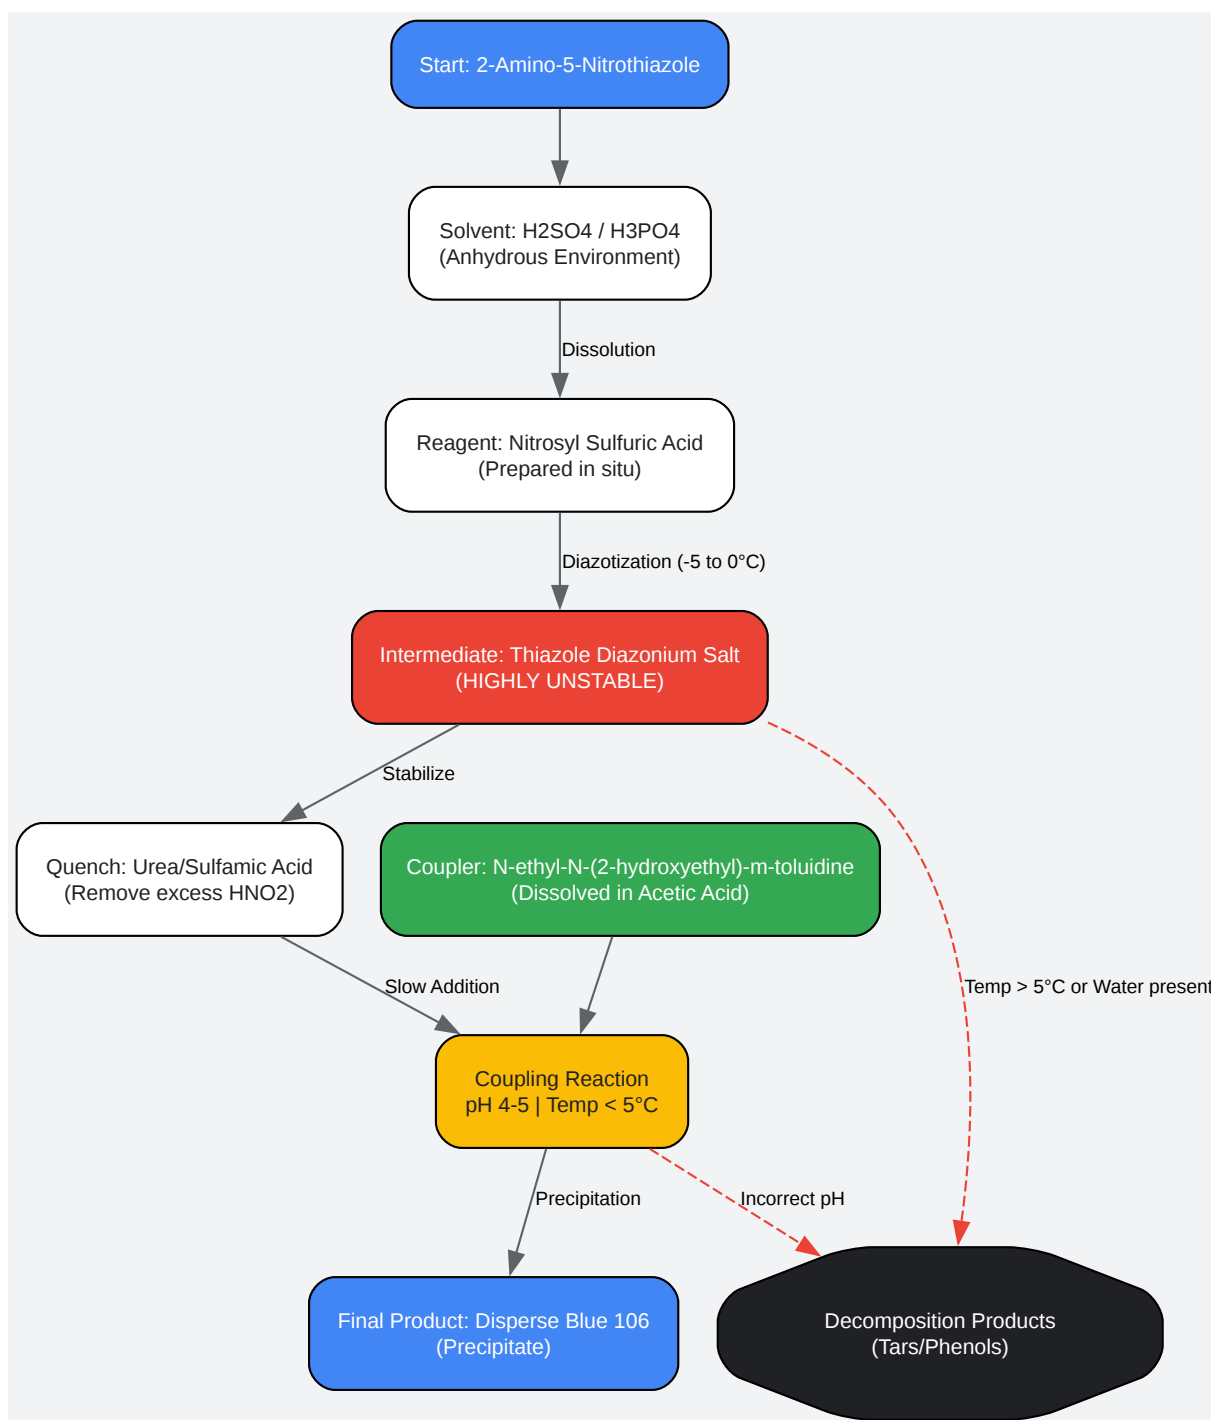 Start: 2-Amino-5-Nitrothiazole
Solvent: H2SO4 / H3PO4
(Anhydrous Environment)
Dissolution
Reagent: Nitrosyl Sulfuric Acid
(Prepared in situ)
Diazotization (-5 to 0°C)
Intermediate: Thiazole Diazonium Salt
(HIGHLY UNSTABLE)
Stabilize
Quench: Urea/Sulfamic Acid
(Remove excess HNO2)
Coupler: N-ethyl-N-(2-hydroxyethyl)-m-toluidine
(Dissolved in Acetic Acid)
Slow Addition
Temp > 5°C or Water present
Coupling Reaction
pH 4-5 | Temp < 5°C
Precipitation
Incorrect pH
Final Product: Disperse Blue 106
(Precipitate)
Decomposition Products
(Tars/Phenols)